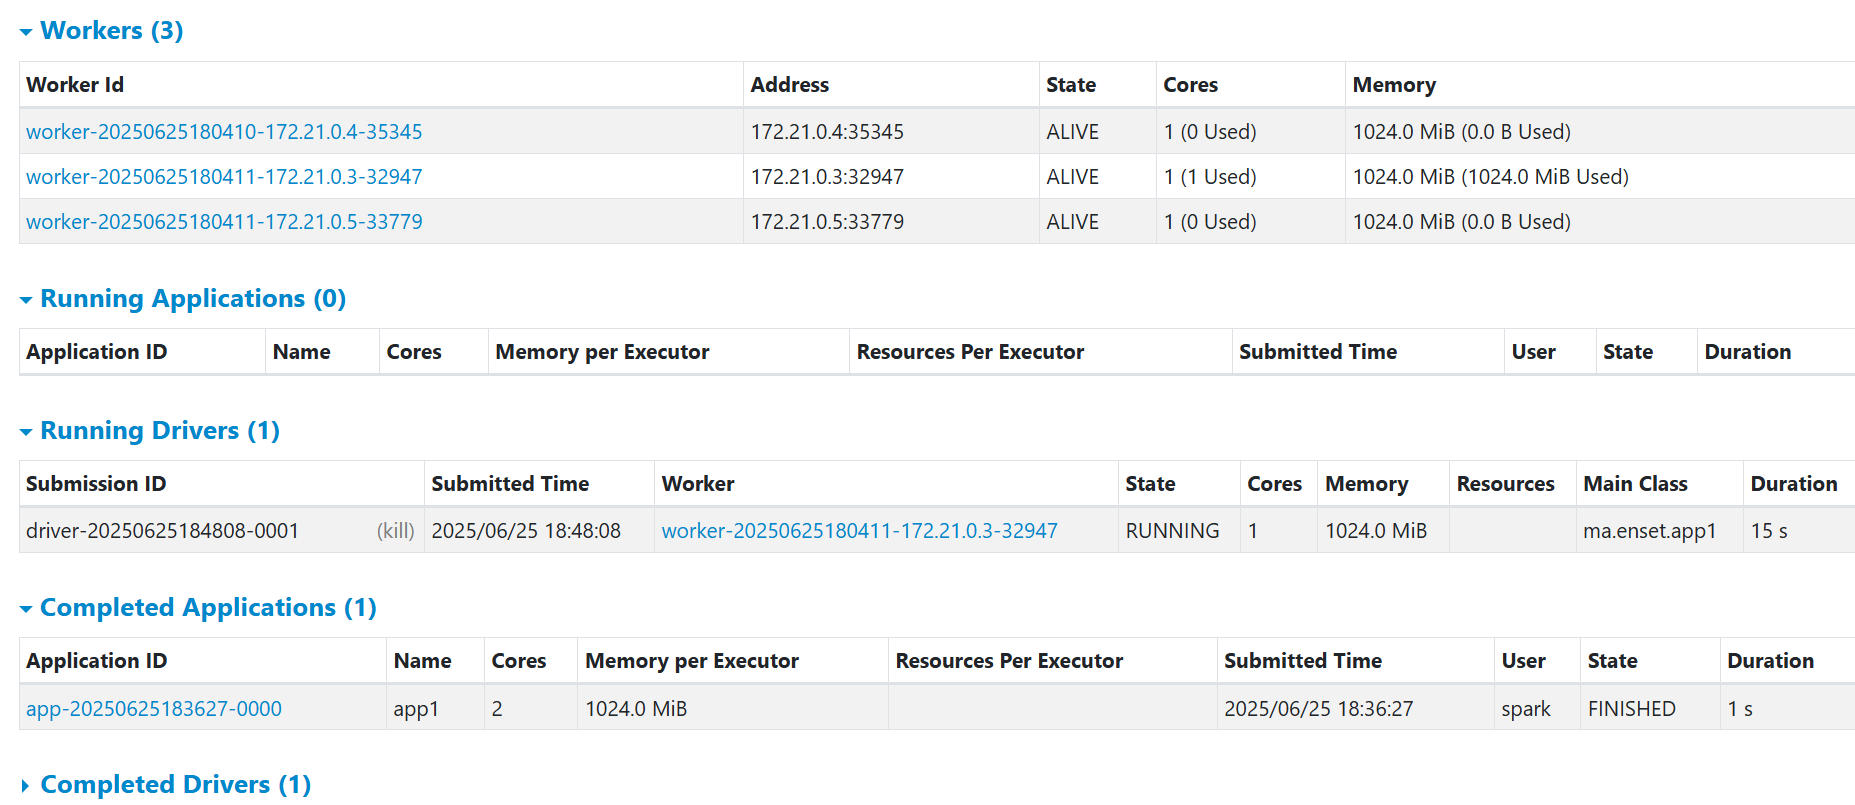 Workers (3)
Worker Id Address State Cores Memory
worker-20250625180410-172.21.0.4-35345 172.21.0.4:35345 ALIVE 1 (0 Used) 1024.0 MiB (0.0 B Used)
worker-20250625180411-172.21.0.3-32947 172.21.0.3:32947 ALIVE 1 (1 Used) 1024.0 MiB (1024.0 MiB Used)
worker-20250625180411-172.21.0.5-33779 172.21.0.5:33779 ALIVE 1 (0 Used) 1024.0 MiB (0.0 B Used)
Running Applications (0)
Application ID Name Cores Memory per Executor Resources Per Executor Submitted Time User State Duration
Running Drivers (1)
Submission ID Submitted Time Worker State Cores Memory Resources Main Class Duration
driver-20250625184808-0001 (kill) 2025/06/25 18:48:08 worker-20250625180411-172.21.0.3-32947 RUNNING 1 1024.0 MiB ma.enset.app1 15 s
Completed Applications (1)
Application ID Name Cores Memory per Executor Resources Per Executor Submitted Time User State Duration
app-20250625183627-0000 app1 2 1024.0 MiB 2025/06/25 18:36:27 spark FINISHED 1 s
Completed Drivers (1)